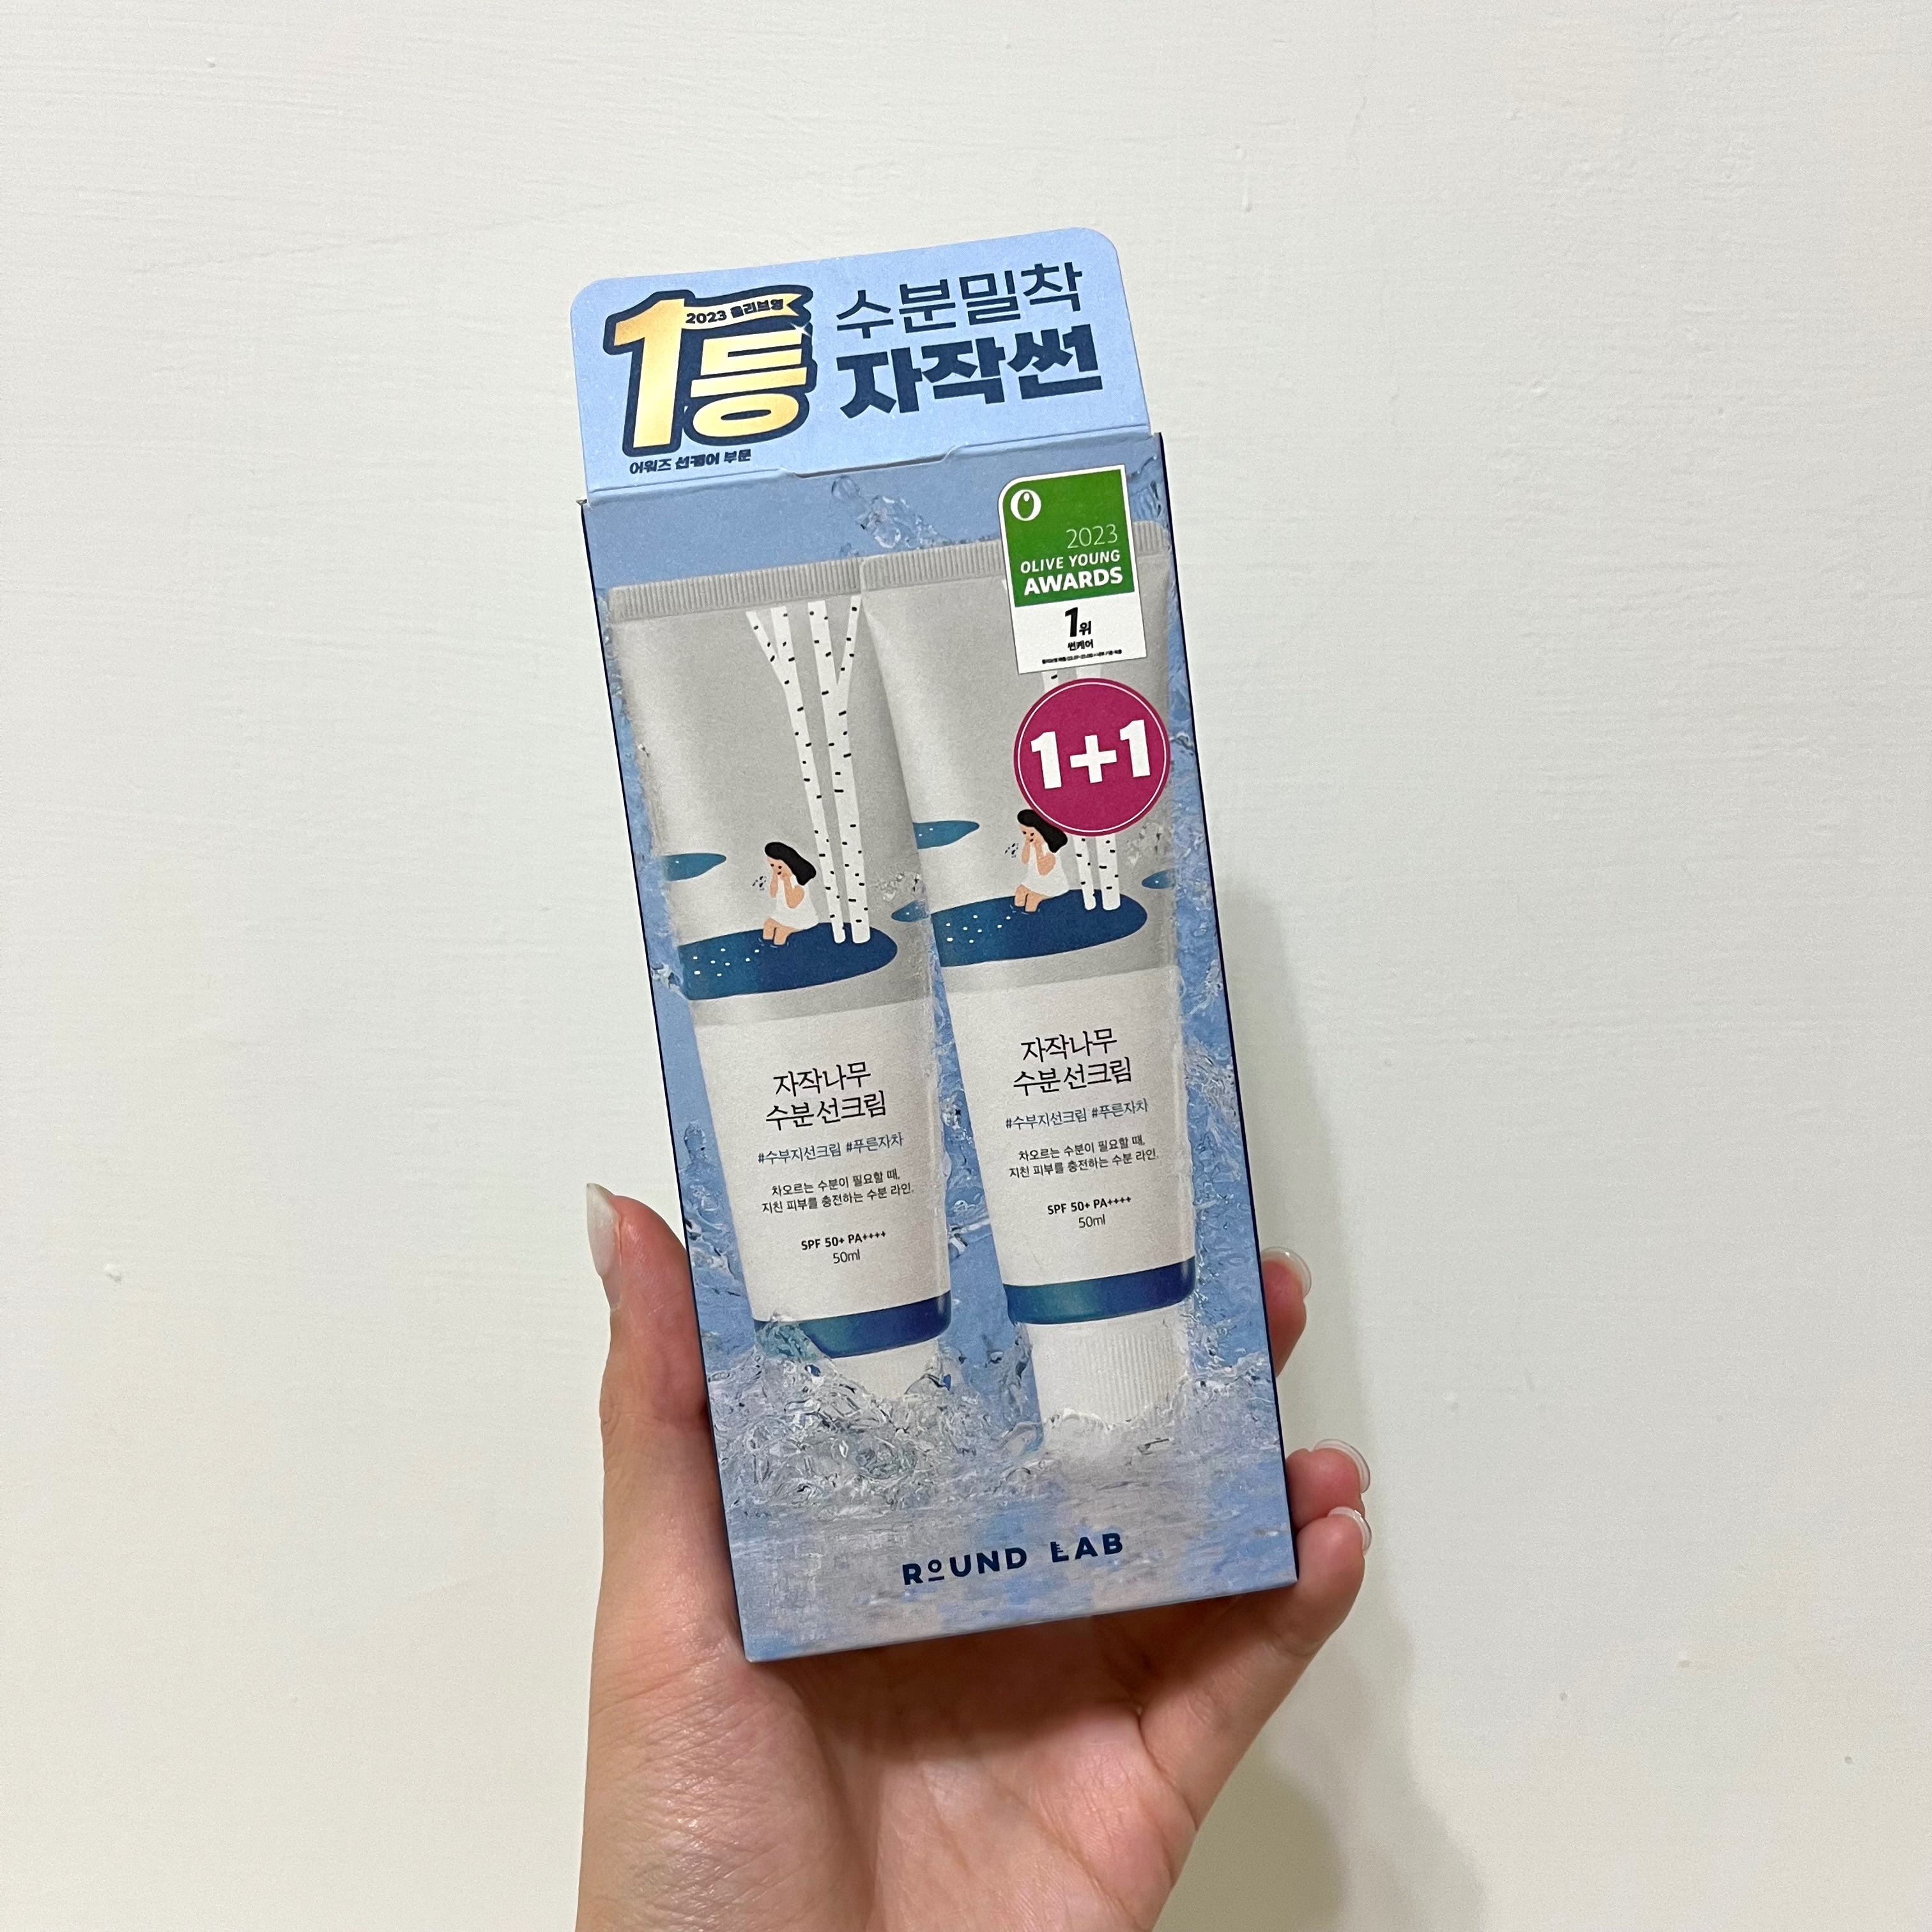 2023 올리브영
1등
어워즈 선케어 부문
수분밀착
자작썬
2023
OLIVE YOUNG
AWARDS
1위
썬케어
1+1
자작나무
수분 선크림
#수부지선크림 #푸른자차
차오르는 수분이 필요할 때,
지친 피부를 충전하는 수분 라인.
SPF 50+ PA++++
50ml
자작나무
수분 선크림
#수부지선크림 #푸른자차
차오르는 수분이 필요할 때,
지친 피부를 충전하는 수분 라인.
SPF 50+ PA++++
50ml
ROUND LAB